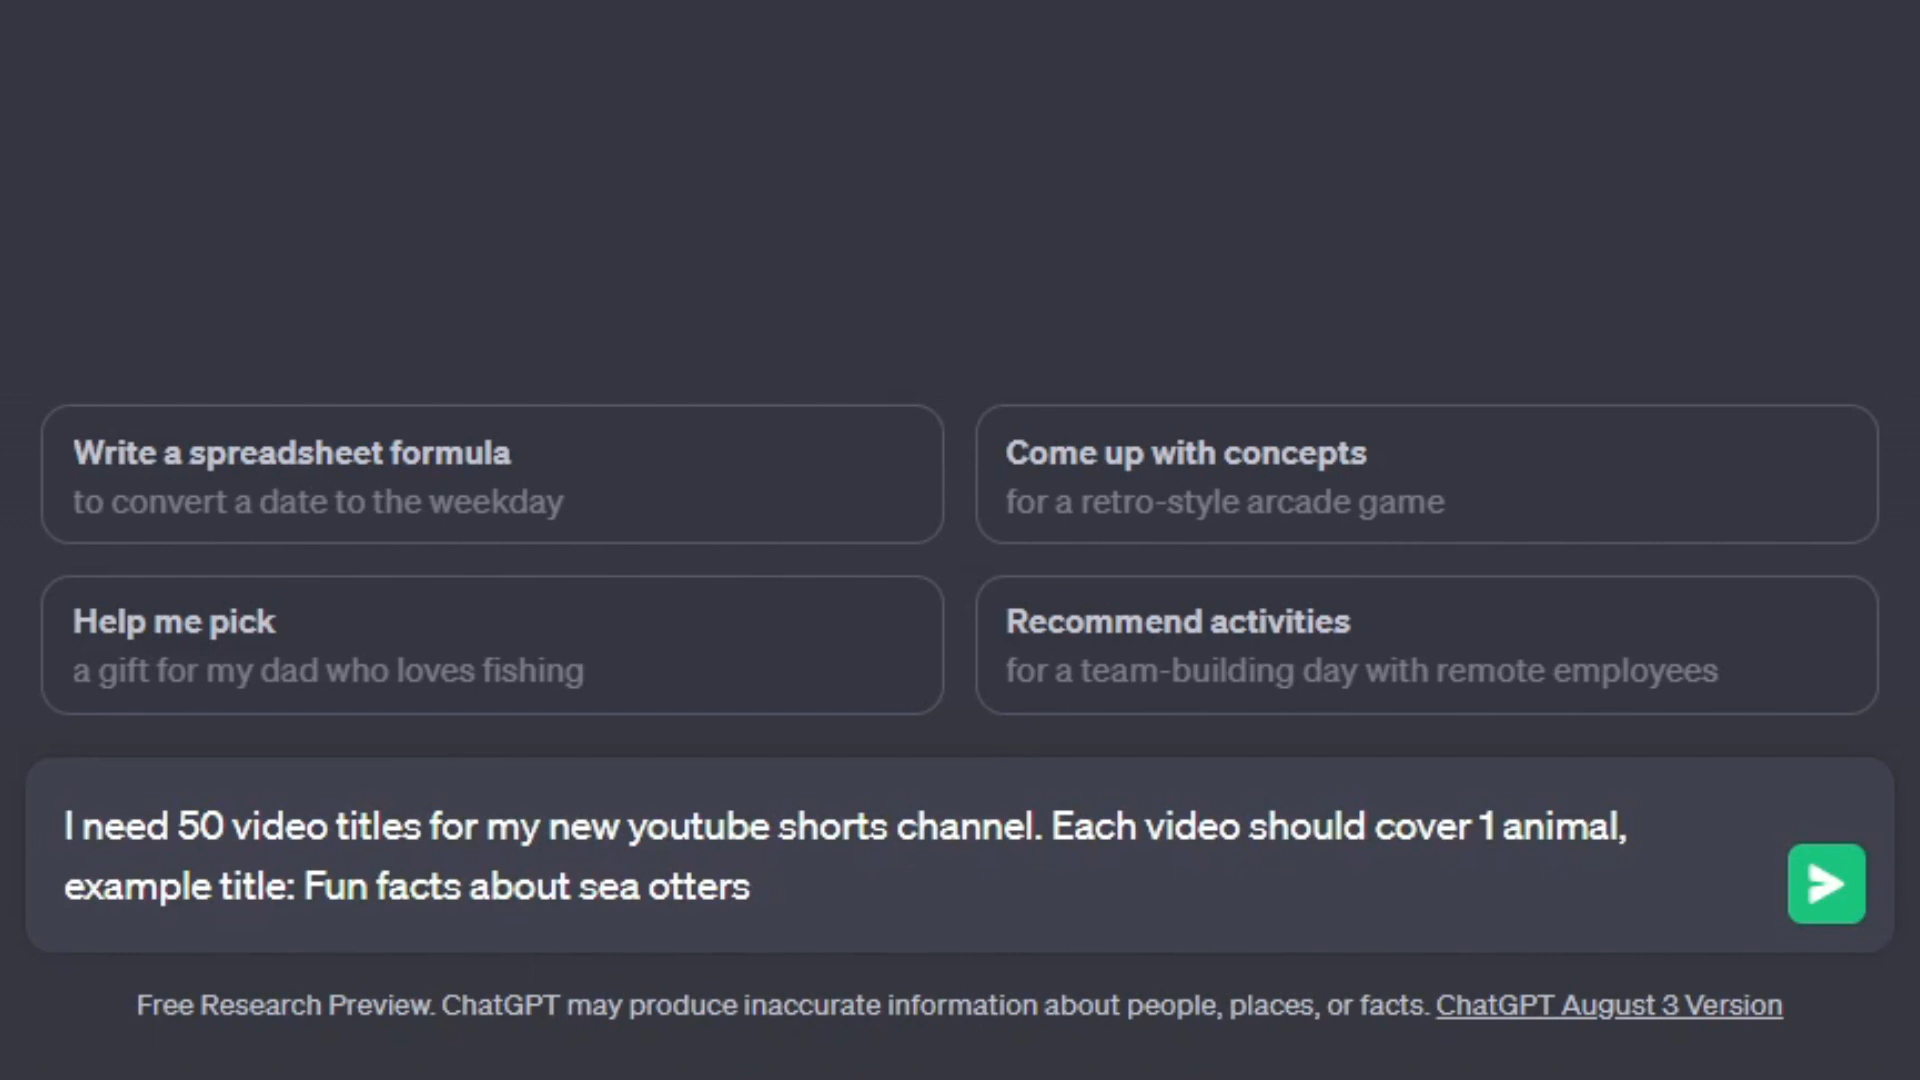 Write a spreadsheet formula
to convert a date to the weekday
Come up with concepts
for a retro-style arcade game
Help me pick
a gift for my dad who loves fishing
Recommend activities
for a team-building day with remote employees
I need 50 video titles for my new youtube shorts channel. Each video should cover 1 animal,
example title: Fun facts about sea otters
Free Research Preview. ChatGPT may produce inaccurate information about people, places, or facts. ChatGPT August 3 Version